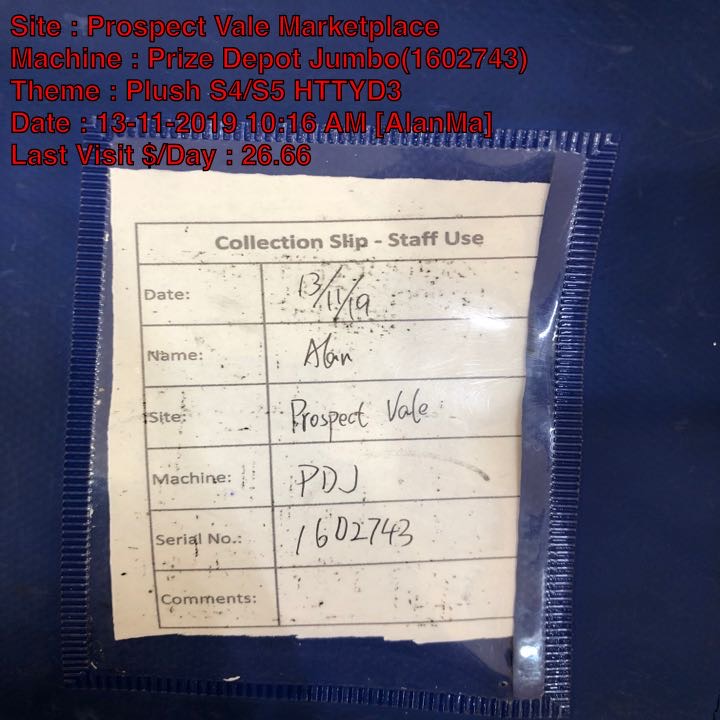 Site : Prospect Vale Marketplace
Machine : Prize Depot Jumbo(1602743)
Theme : Plush S4/S5 HTTYD3
Date : 13-11-2019 10:16 AM [AlanMa]
Last Visit $/Day : 26.66
Collection Slip - Staff Use
Date: 13/11/19
Name: Alan
Site: Prospect Vale
Machine: PDJ
Serial No.: 1602743
Comments: